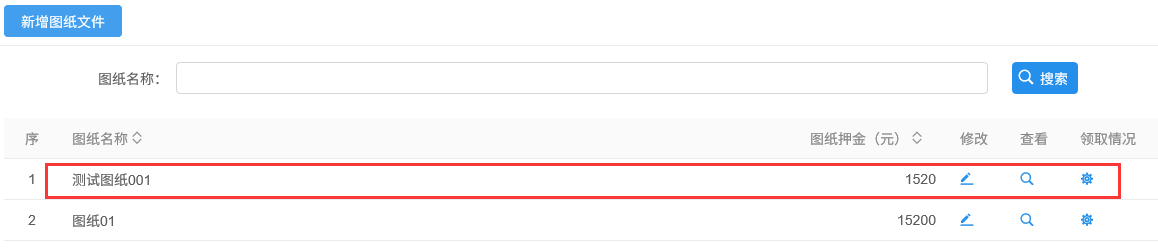 新增图纸文件
图纸名称：
搜索
序 图纸名称 图纸押金（元） 修改 查看 领取情况
1 测试图纸001 1520
2 图纸01 15200